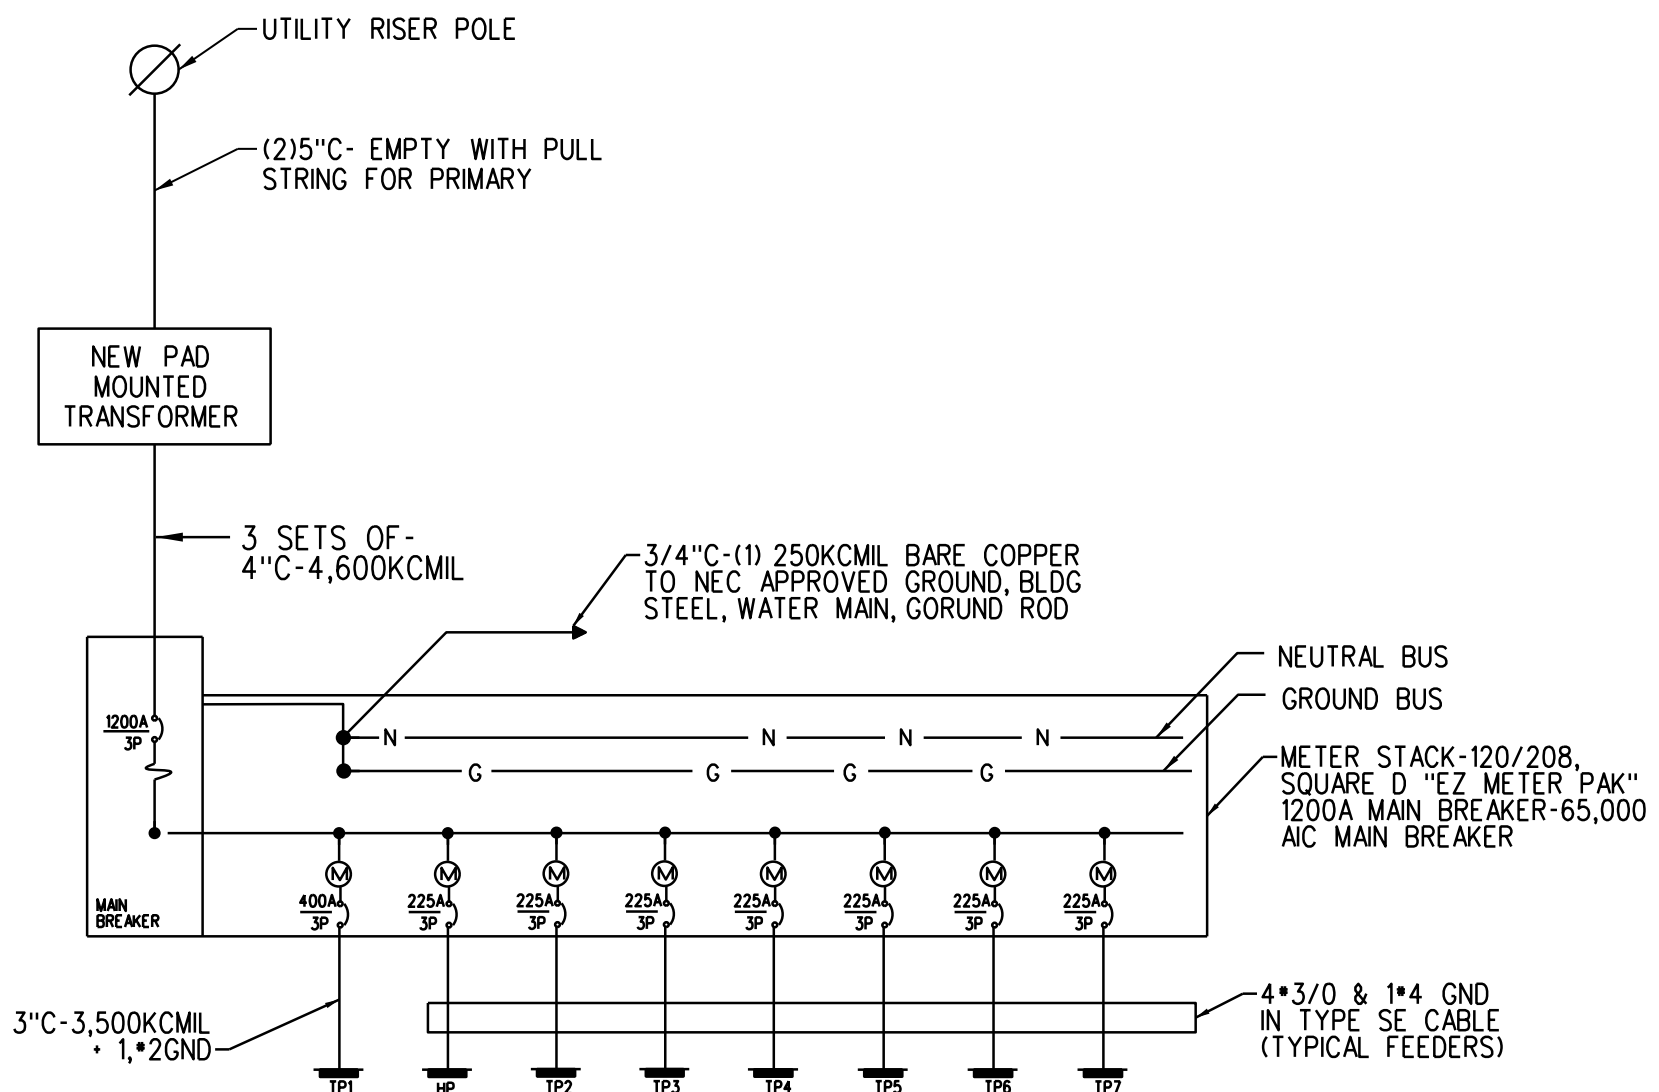 UTILITY RISER POLE
(2)5"C- EMPTY WITH PULL
STRING FOR PRIMARY
NEW PAD
MOUNTED
TRANSFORMER
3 SETS OF-
4"C-4,600KCMIL
3/4"C-(1) 250KCMIL BARE COPPER
TO NEC APPROVED GROUND, BLDG
STEEL, WATER MAIN, GORUND ROD
NEUTRAL BUS
GROUND BUS
METER STACK-120/208,
SQUARE D "EZ METER PAK"
1200A MAIN BREAKER-65,000
AIC MAIN BREAKER
1200A
3P
N N N N
G G G G
M M M M M M M M
MAIN
BREAKER
400A 225A 225A 225A 225A 225A 225A 225A
3P 3P 3P 3P 3P 3P 3P 3P
3"C-3,500KCMIL
+ 1,#2GND
4#3/0 & 1#4 GND
IN TYPE SE CABLE
(TYPICAL FEEDERS)
TP1 HP TP2 TP3 TP4 TP5 TP6 TP7